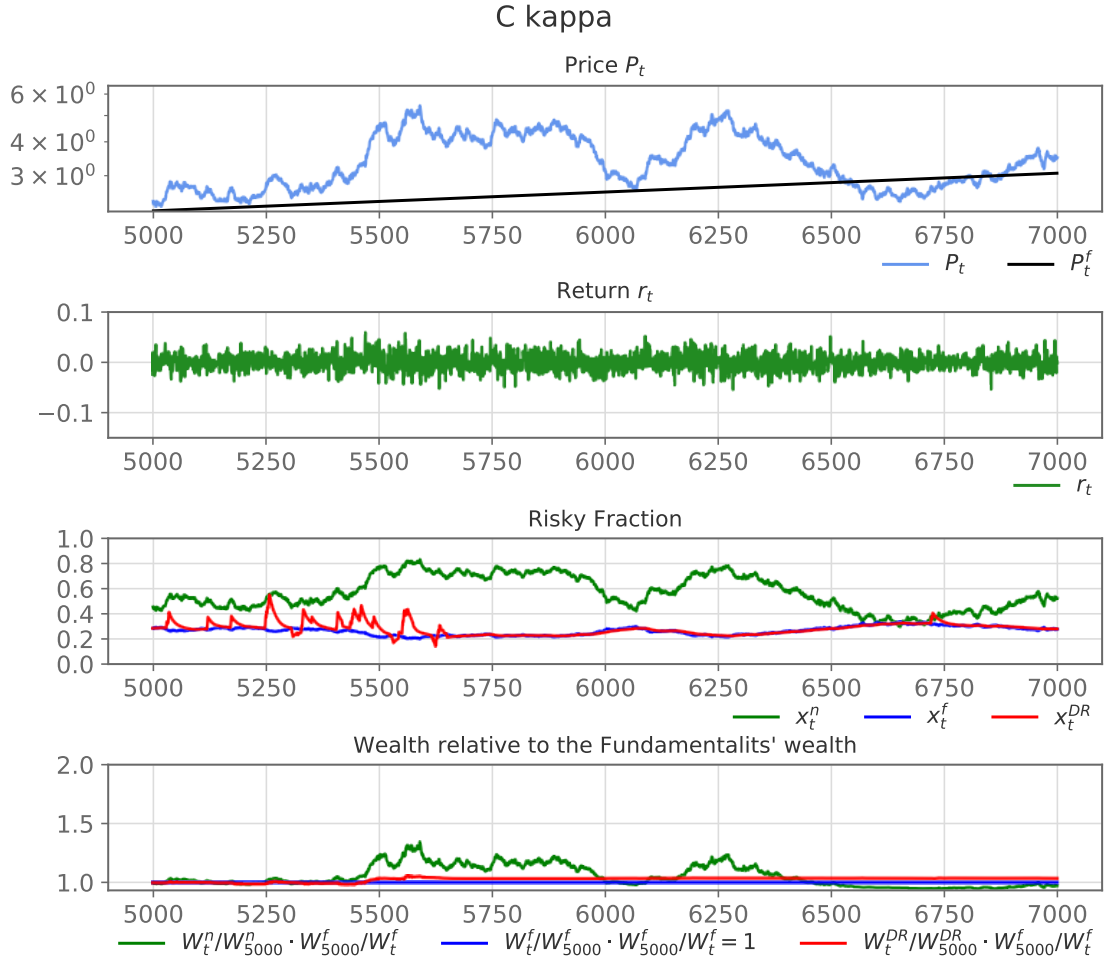 C kappa
Price P_t
6 × 10^0
4 × 10^0
3 × 10^0
5000 5250 5500 5750 6000 6250 6500 6750 7000
P_t P_t^f
Return r_t
0.1
0.0
−0.1
5000 5250 5500 5750 6000 6250 6500 6750 7000
r_t
Risky Fraction
1.0
0.8
0.6
0.4
0.2
0.0
5000 5250 5500 5750 6000 6250 6500 6750 7000
x_t^n x_t^f x_t^{DR}
Wealth relative to the Fundamentalits' wealth
2.0
1.5
1.0
5000 5250 5500 5750 6000 6250 6500 6750 7000
W_t^n/W_{5000}^n · W_{5000}^f/W_t^f W_t^f/W_{5000}^f · W_{5000}^f/W_t^f = 1 W_t^{DR}/W_{5000}^{DR} · W_{5000}^f/W_t^f